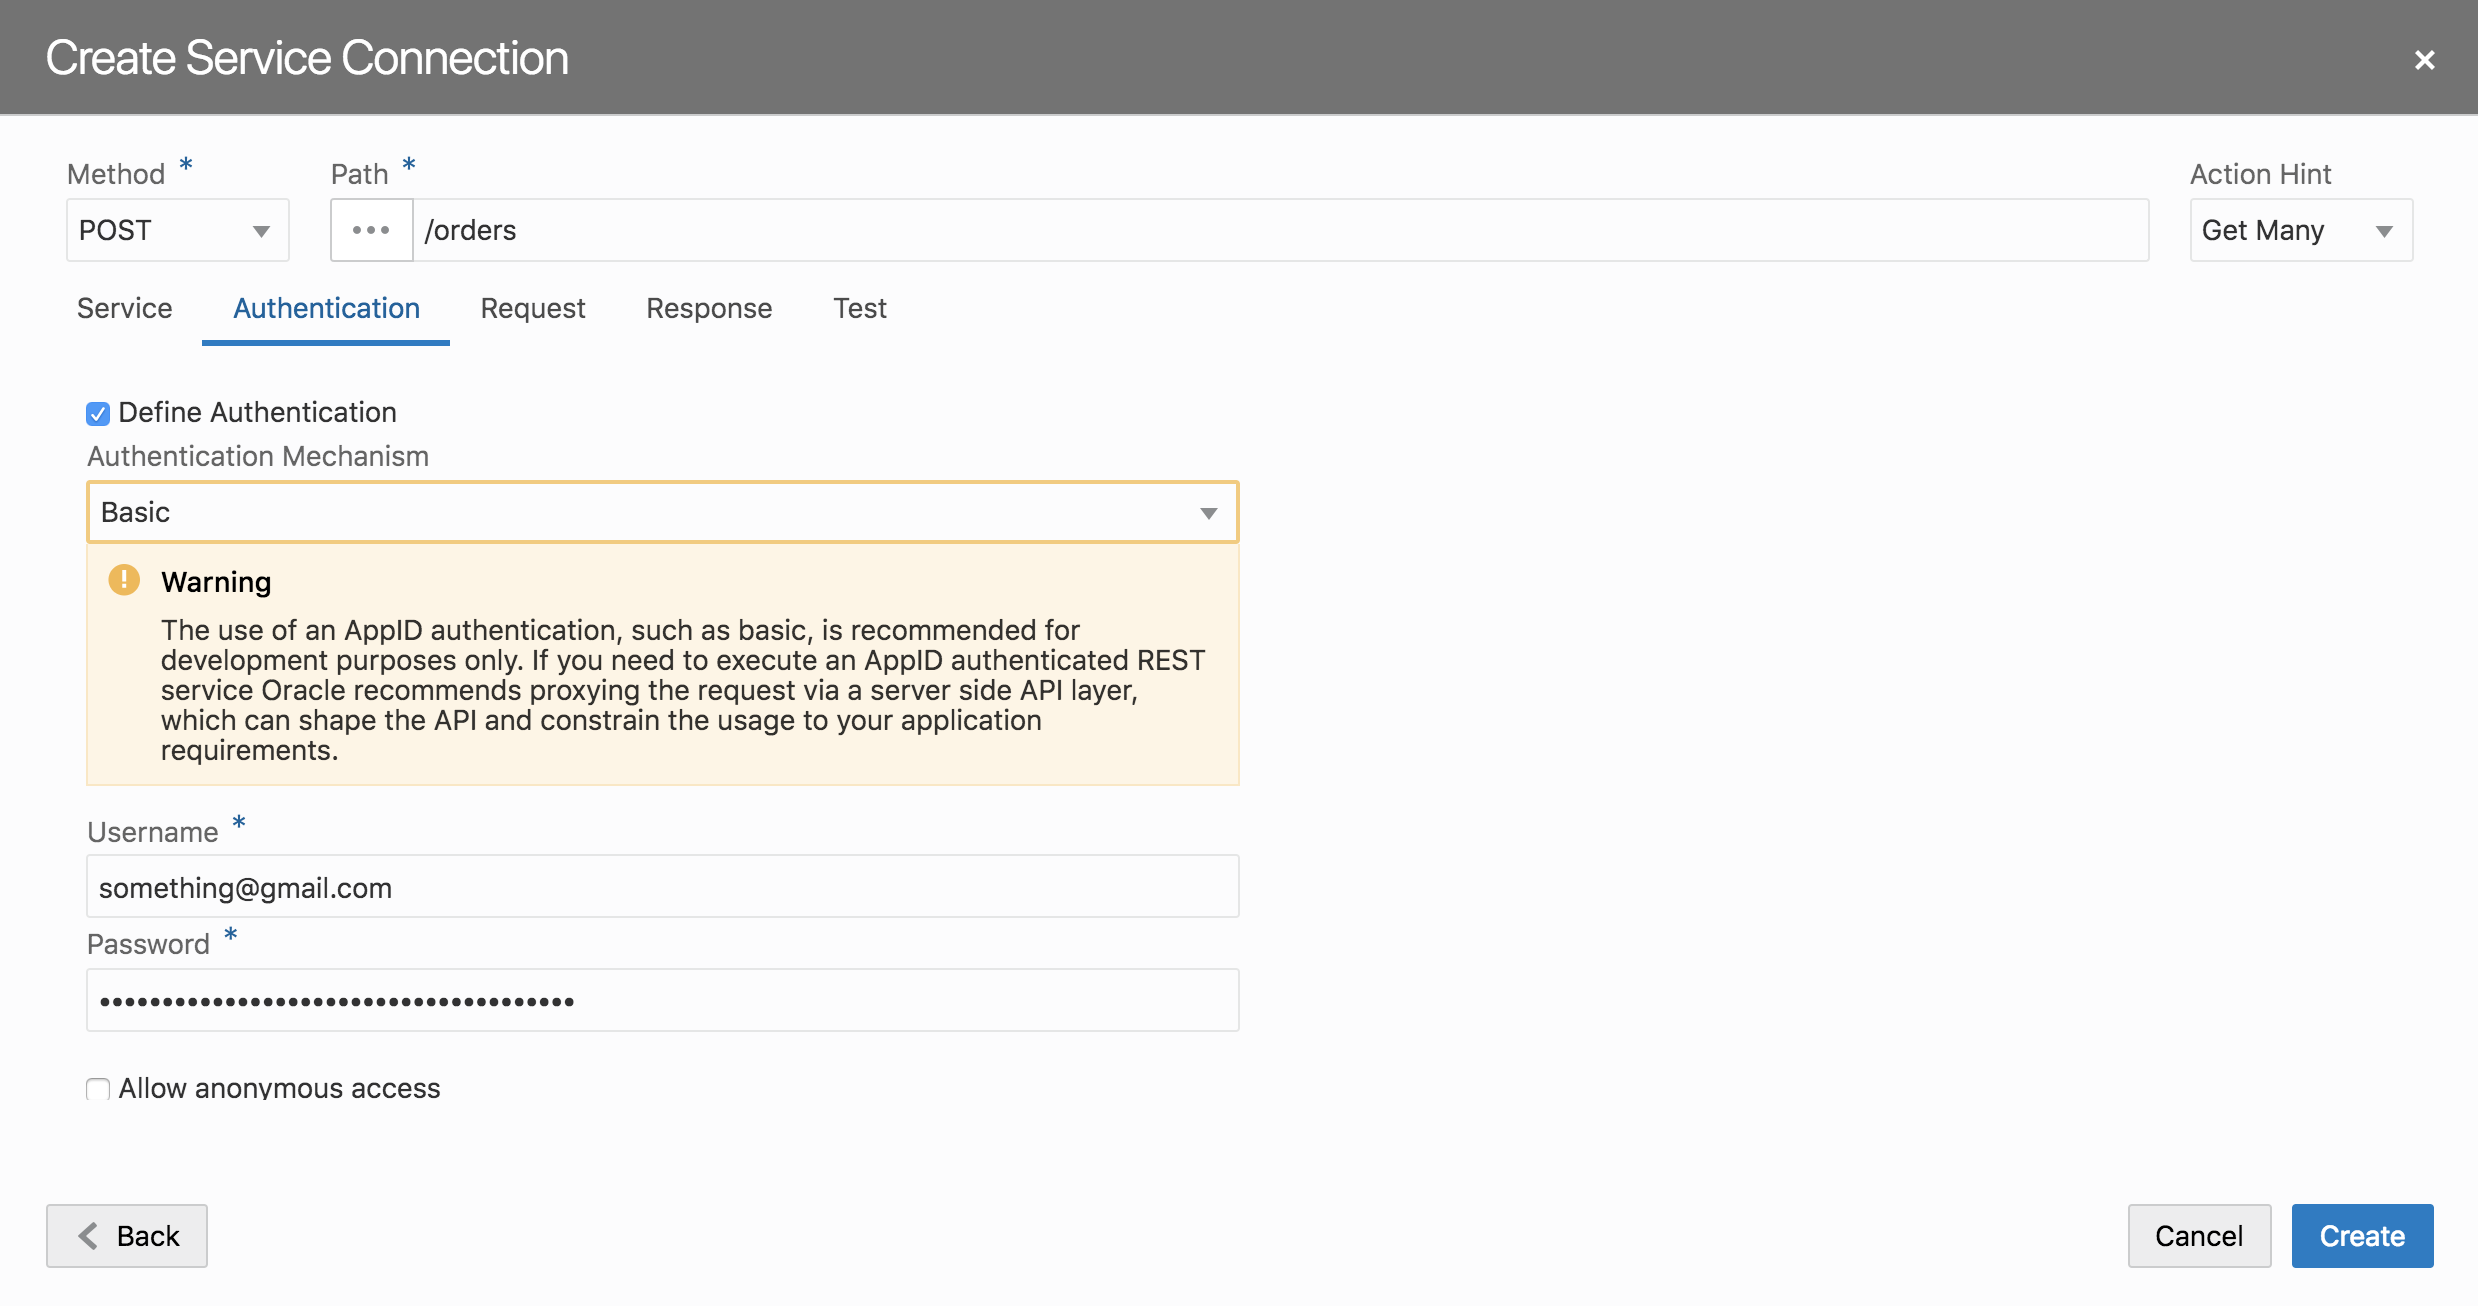 Create Service Connection
Method *
Path *
Action Hint
POST
/orders
Get Many
Service
Authentication
Request
Response
Test
Define Authentication
Authentication Mechanism
Basic
Warning
The use of an AppID authentication, such as basic, is recommended for
development purposes only. If you need to execute an AppID authenticated REST
service Oracle recommends proxying the request via a server side API layer,
which can shape the API and constrain the usage to your application
requirements.
Username *
something@gmail.com
Password *
Allow anonymous access
Back
Cancel
Create